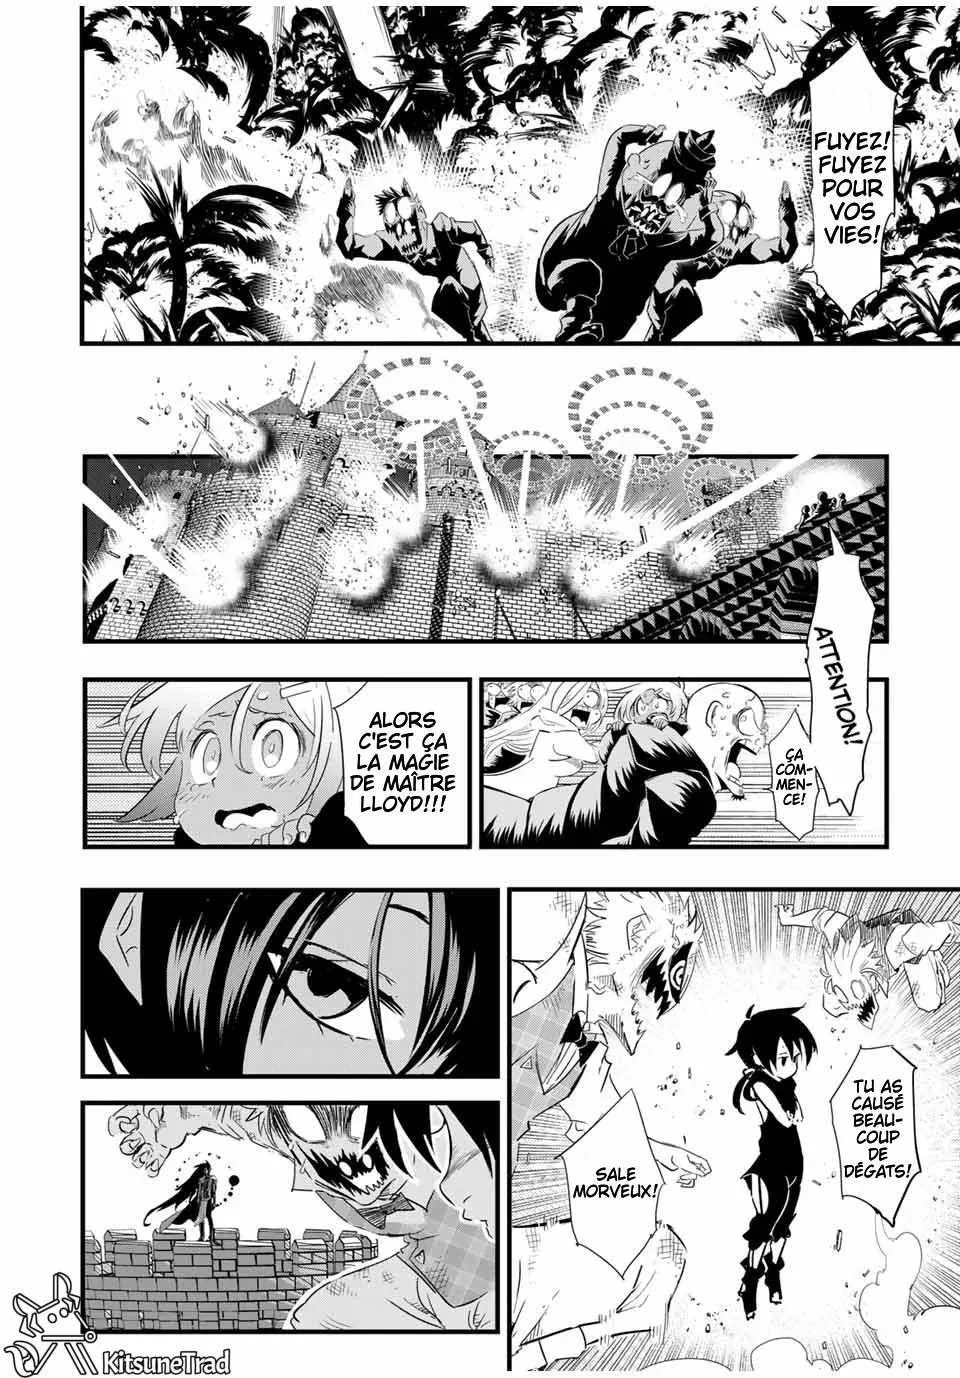 FUYEZ!
FUYEZ
POUR
VOS
VIES!
ATTENTION!
ÇA
COM-
MEN-
CE!
ALORS
C'EST ÇA
LA MAGIE
DE MAÎTRE
LLOYD!!!
TU AS
CAUSÉ
BEAU-
COUP
DE
DÉGATS!
SALE
MORVEUX!
KitsuneTrad